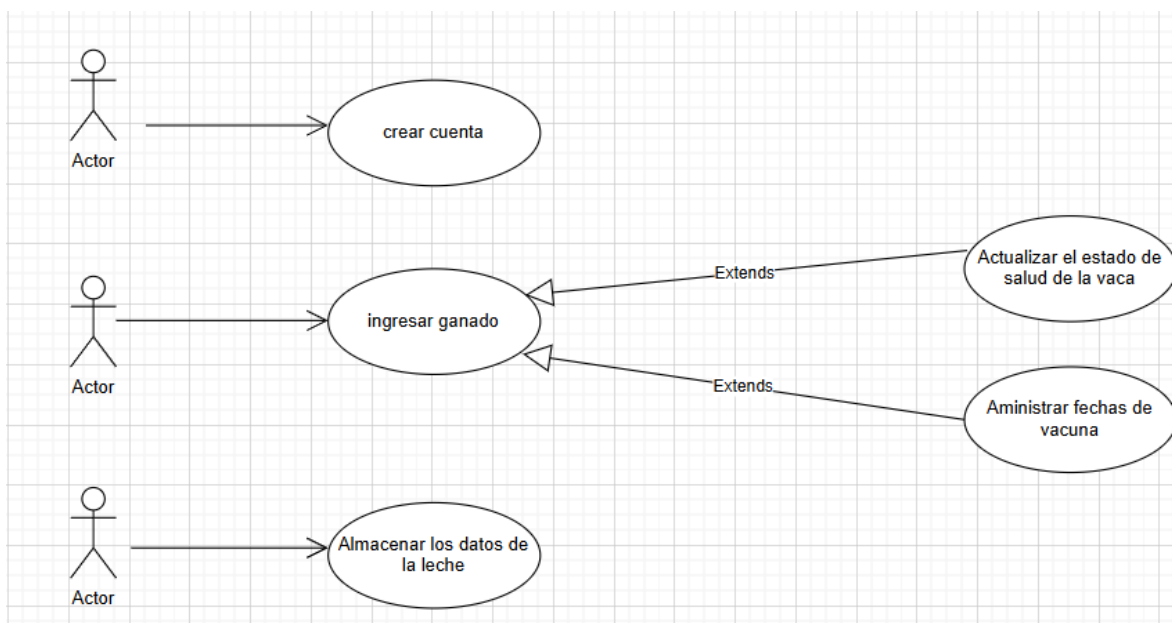 Actor
crear cuenta
Actor
ingresar ganado
Extends
Actualizar el estado de
salud de la vaca
Extends
Aministrar fechas de
vacuna
Actor
Almacenar los datos de
la leche